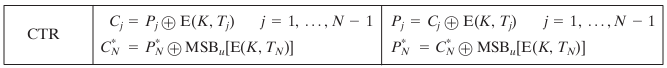 CTR
C_j = P_j ⊕ E(K, T_j)    j = 1, …, N − 1
C*_N = P*_N ⊕ MSB_u[E(K, T_N)]
P_j = C_j ⊕ E(K, T_j)    j = 1, …, N − 1
P*_N = C*_N ⊕ MSB_u[E(K, T_N)]